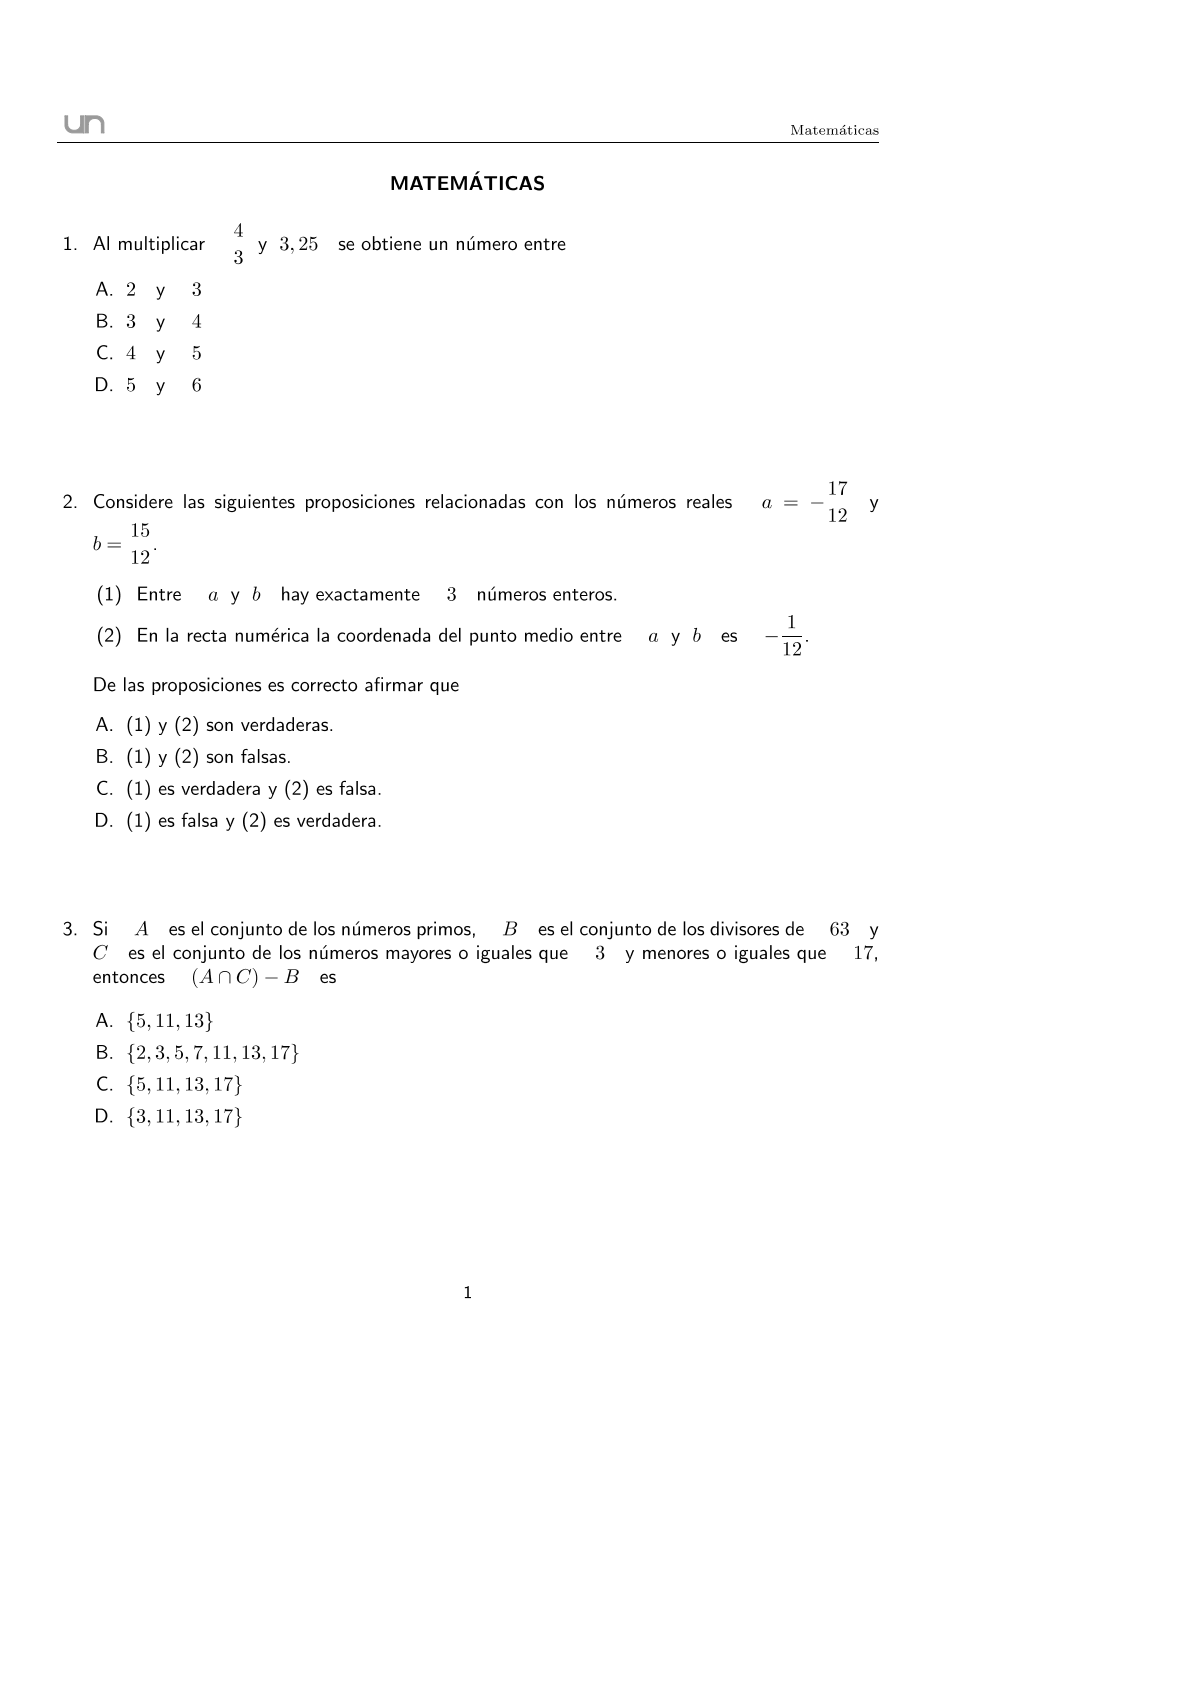 un
Matemáticas
MATEMÁTICAS
1. Al multiplicar 4/3 y 3, 25 se obtiene un número entre
A. 2 y 3
B. 3 y 4
C. 4 y 5
D. 5 y 6
2. Considere las siguientes proposiciones relacionadas con los números reales a = −17/12 y
b = 15/12.
(1) Entre a y b hay exactamente 3 números enteros.
(2) En la recta numérica la coordenada del punto medio entre a y b es −1/12.
De las proposiciones es correcto afirmar que
A. (1) y (2) son verdaderas.
B. (1) y (2) son falsas.
C. (1) es verdadera y (2) es falsa.
D. (1) es falsa y (2) es verdadera.
3. Si A es el conjunto de los números primos, B es el conjunto de los divisores de 63 y
C es el conjunto de los números mayores o iguales que 3 y menores o iguales que 17,
entonces (A ∩ C) − B es
A. {5, 11, 13}
B. {2, 3, 5, 7, 11, 13, 17}
C. {5, 11, 13, 17}
D. {3, 11, 13, 17}
1